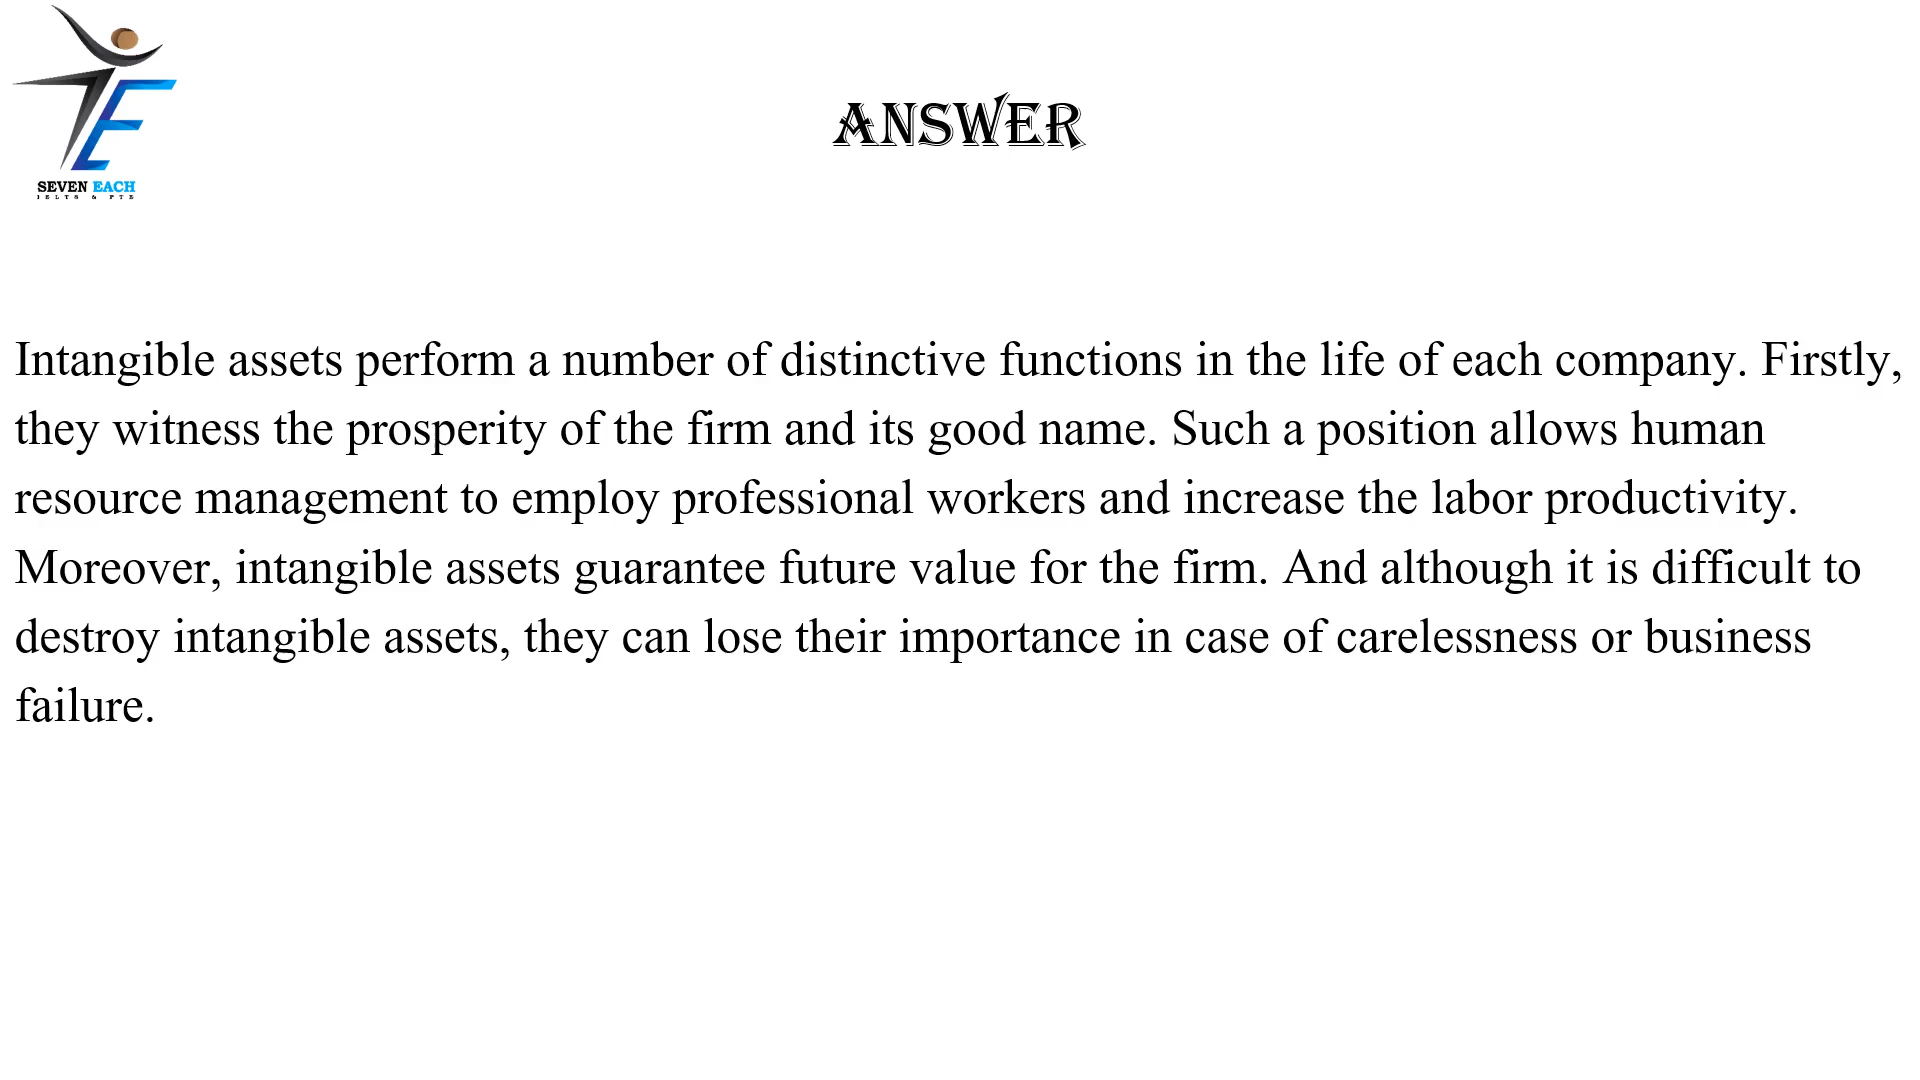 SEVEN EACH
IELTS & PTE
ANSWER
Intangible assets perform a number of distinctive functions in the life of each company. Firstly,
they witness the prosperity of the firm and its good name. Such a position allows human
resource management to employ professional workers and increase the labor productivity.
Moreover, intangible assets guarantee future value for the firm. And although it is difficult to
destroy intangible assets, they can lose their importance in case of carelessness or business
failure.